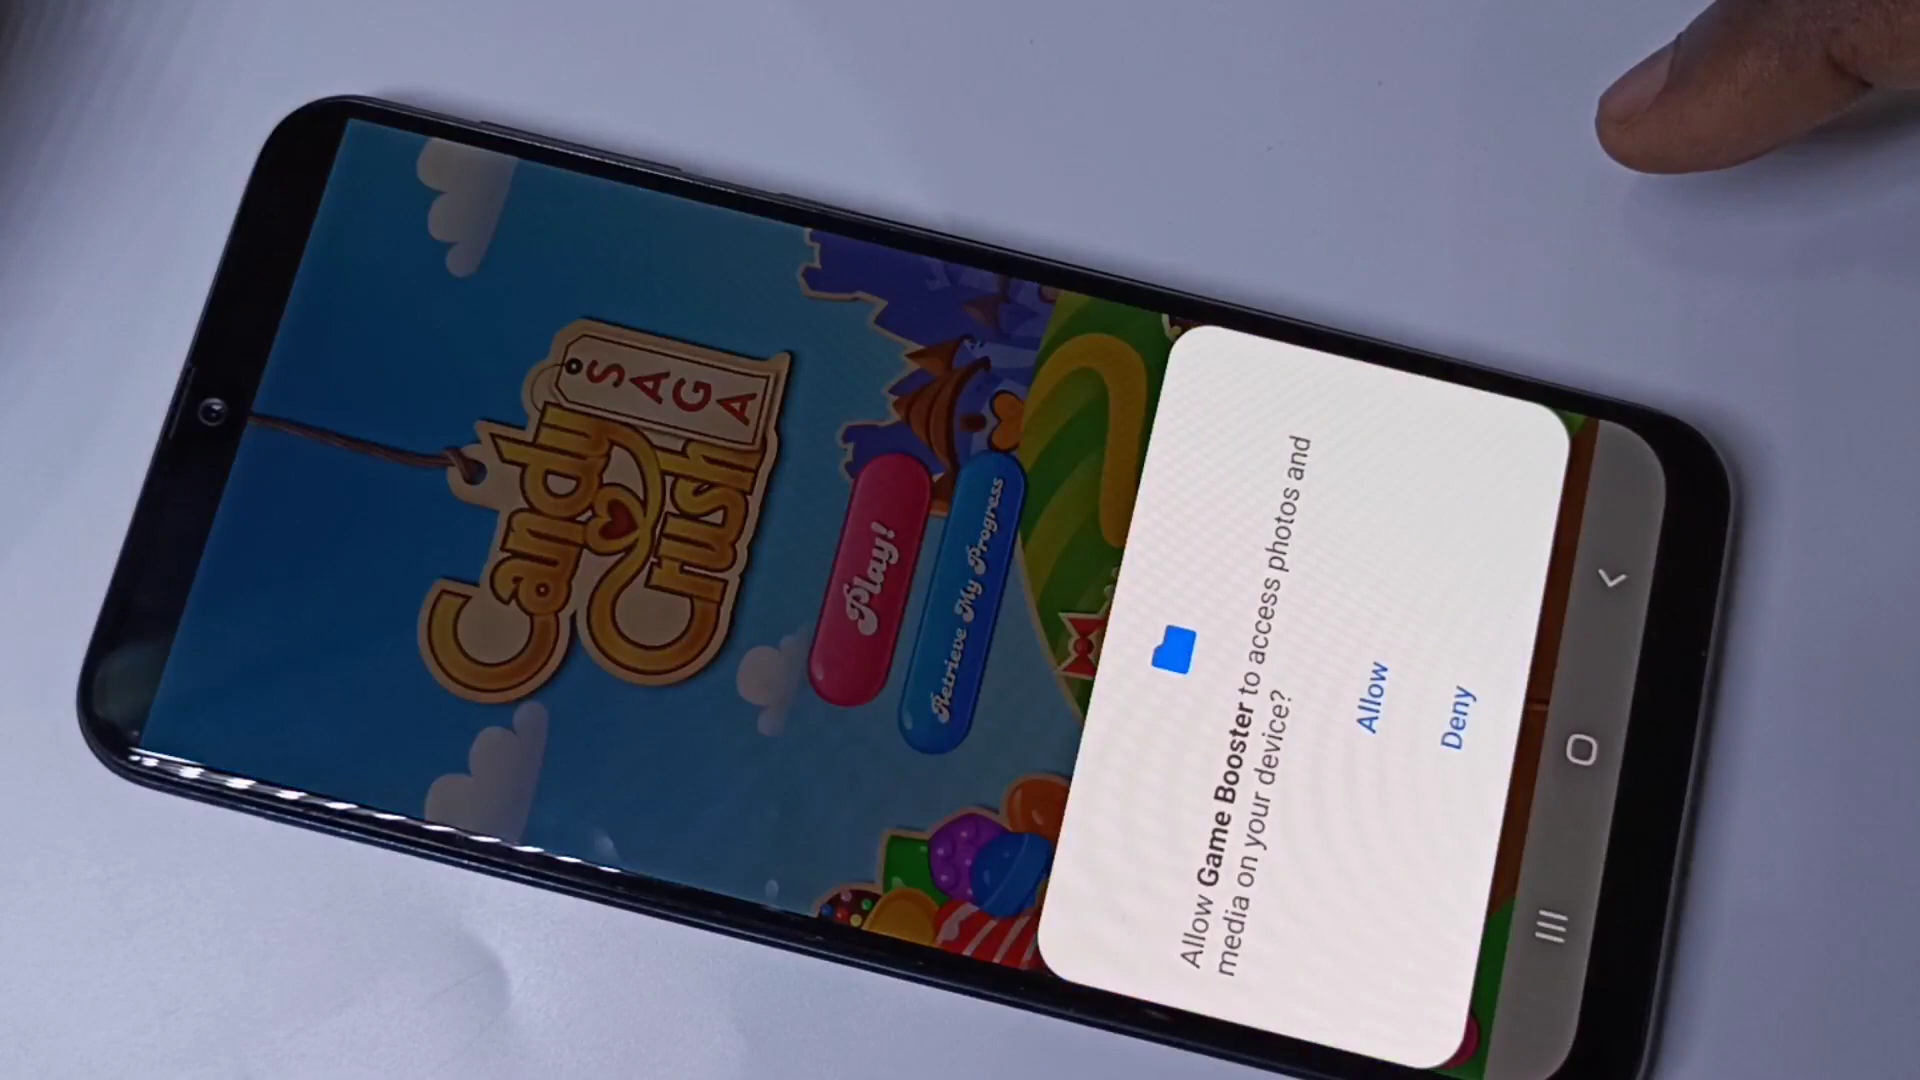 Candy
Crush
SAGA
Play!
Retrieve My Progress
Allow Game Booster to access photos and
media on your device?
Allow
Deny